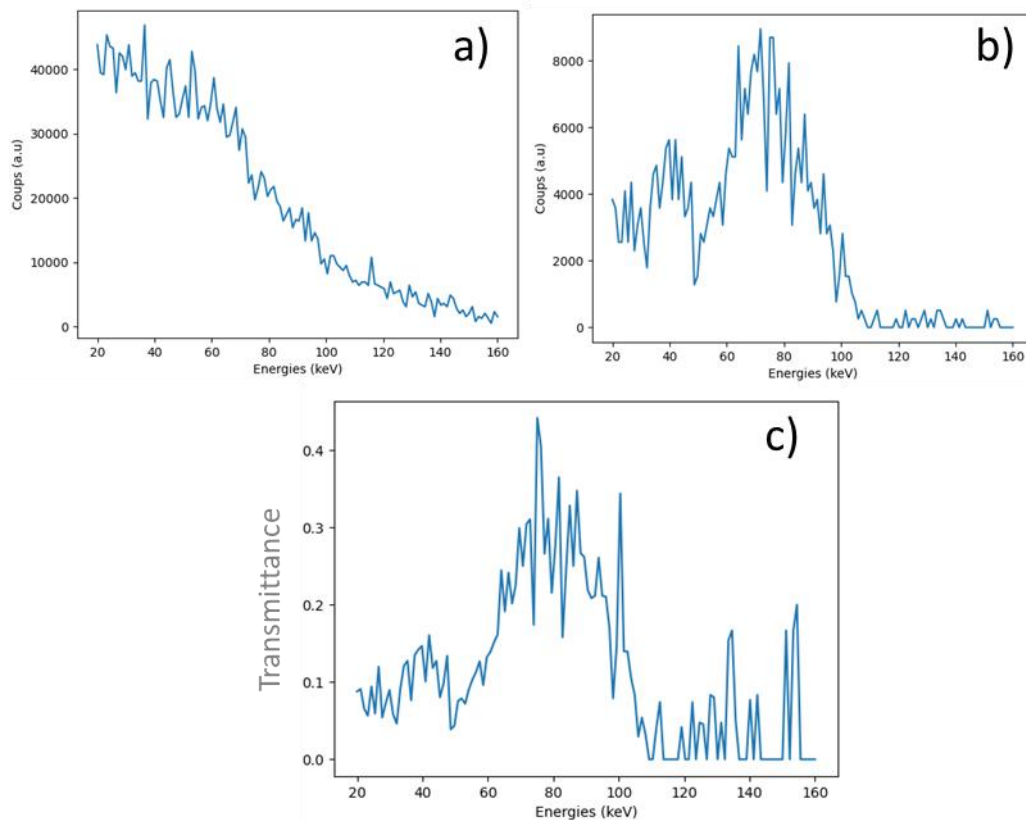 a)
Coups (a.u)
40000
30000
20000
10000
0
20 40 60 80 100 120 140 160
Energies (keV)
b)
Coups (a.u)
8000
6000
4000
2000
0
20 40 60 80 100 120 140 160
Energies (keV)
c)
Transmittance
0.4
0.3
0.2
0.1
0.0
20 40 60 80 100 120 140 160
Energies (keV)